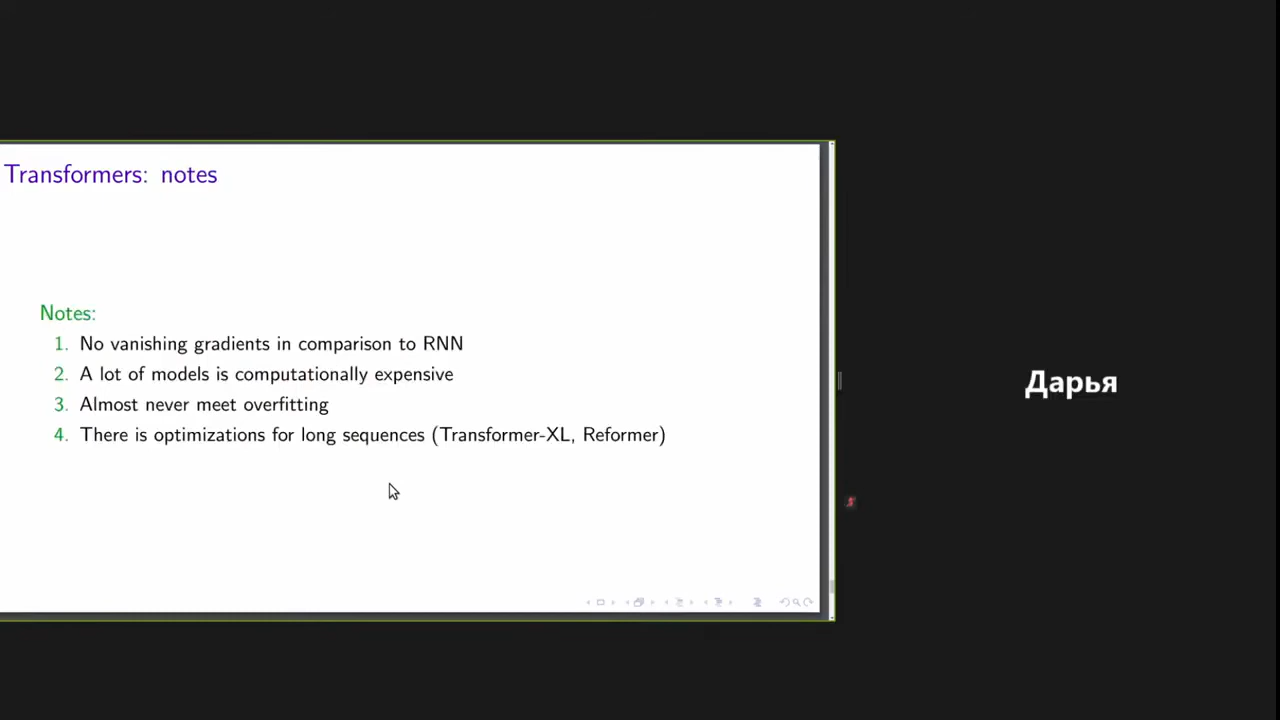 Transformers: notes
Notes:
1. No vanishing gradients in comparison to RNN
2. A lot of models is computationally expensive
3. Almost never meet overfitting
4. There is optimizations for long sequences (Transformer-XL, Reformer)
Дарья